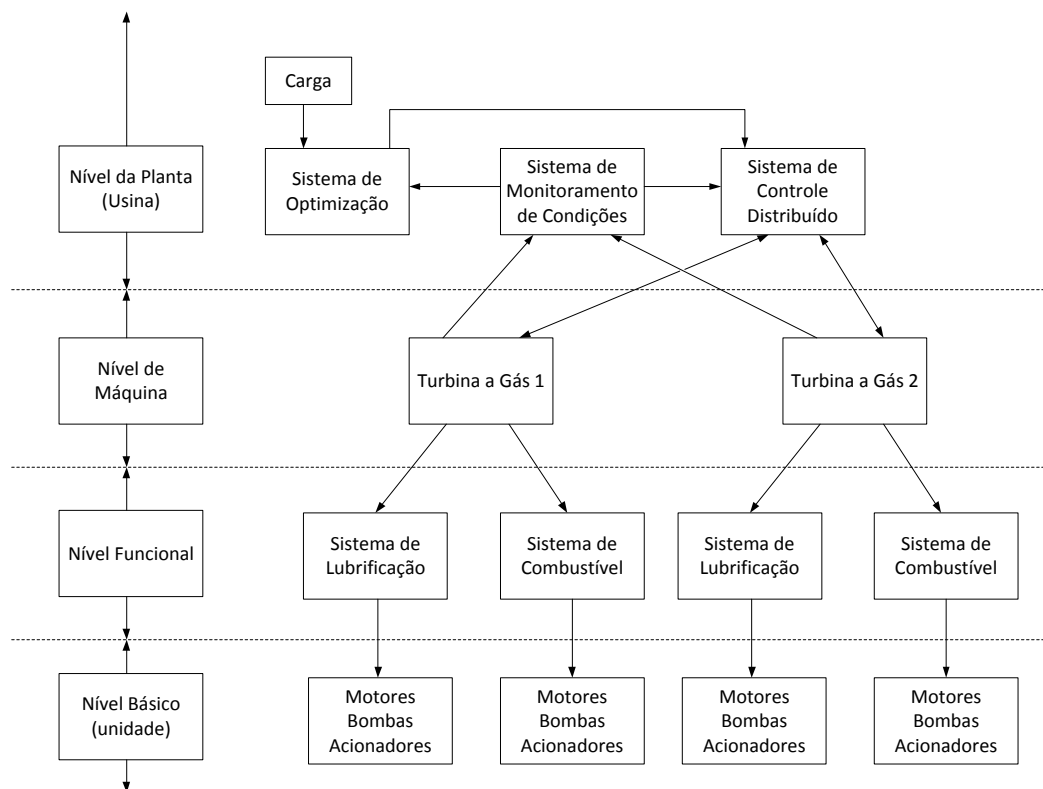 Carga
Nível da Planta
(Usina)
Sistema de
Optimização
Sistema de
Monitoramento
de Condições
Sistema de
Controle
Distribuído
Nível de
Máquina
Turbina a Gás 1
Turbina a Gás 2
Nível Funcional
Sistema de
Lubrificação
Sistema de
Combustível
Sistema de
Lubrificação
Sistema de
Combustível
Nível Básico
(unidade)
Motores
Bombas
Acionadores
Motores
Bombas
Acionadores
Motores
Bombas
Acionadores
Motores
Bombas
Acionadores